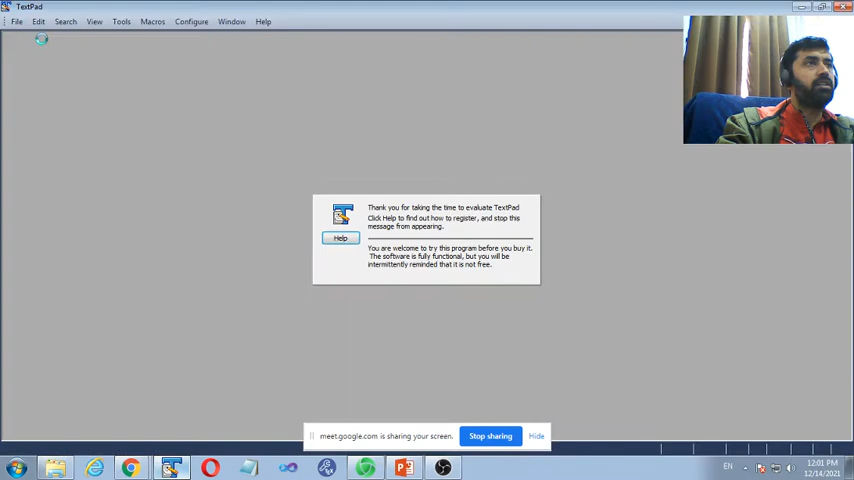 TextPad
File Edit Search View Tools Macros Configure Window Help
Thank you for taking the time to evaluate TextPad
Click Help to find out how to register, and stop this
message from appearing.
Help
You are welcome to try this program before you buy it.
The software is fully functional, but you will be
intermittently reminded that it is not free.
meet.google.com is sharing your screen. Stop sharing Hide
EN 12:01 PM
12/14/2021